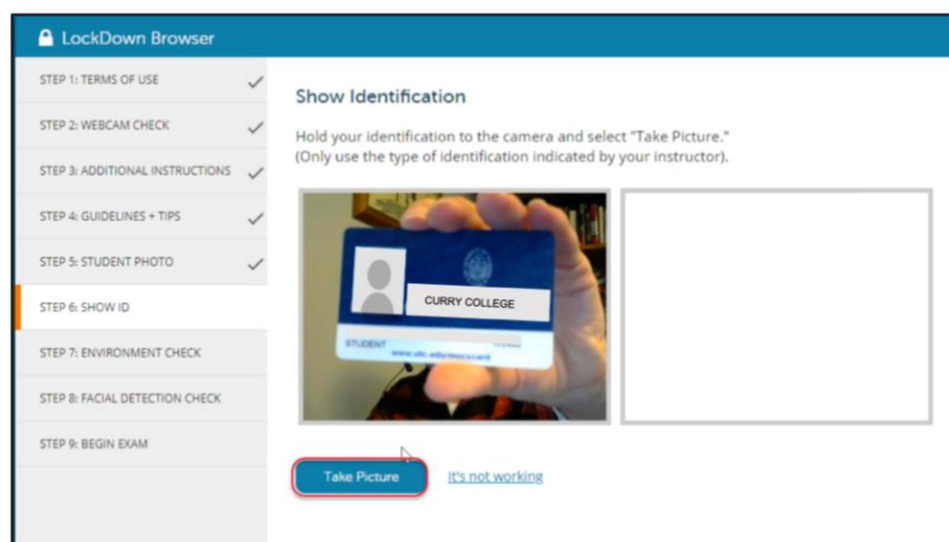 LockDown Browser
STEP 1: TERMS OF USE
STEP 2: WEBCAM CHECK
STEP 3: ADDITIONAL INSTRUCTIONS
STEP 4: GUIDELINES + TIPS
STEP 5: STUDENT PHOTO
STEP 6: SHOW ID
STEP 7: ENVIRONMENT CHECK
STEP 8: FACIAL DETECTION CHECK
STEP 9: BEGIN EXAM
Show Identification
Hold your identification to the camera and select "Take Picture."
(Only use the type of identification indicated by your instructor).
CURRY COLLEGE
STUDENT
Take Picture
It's not working